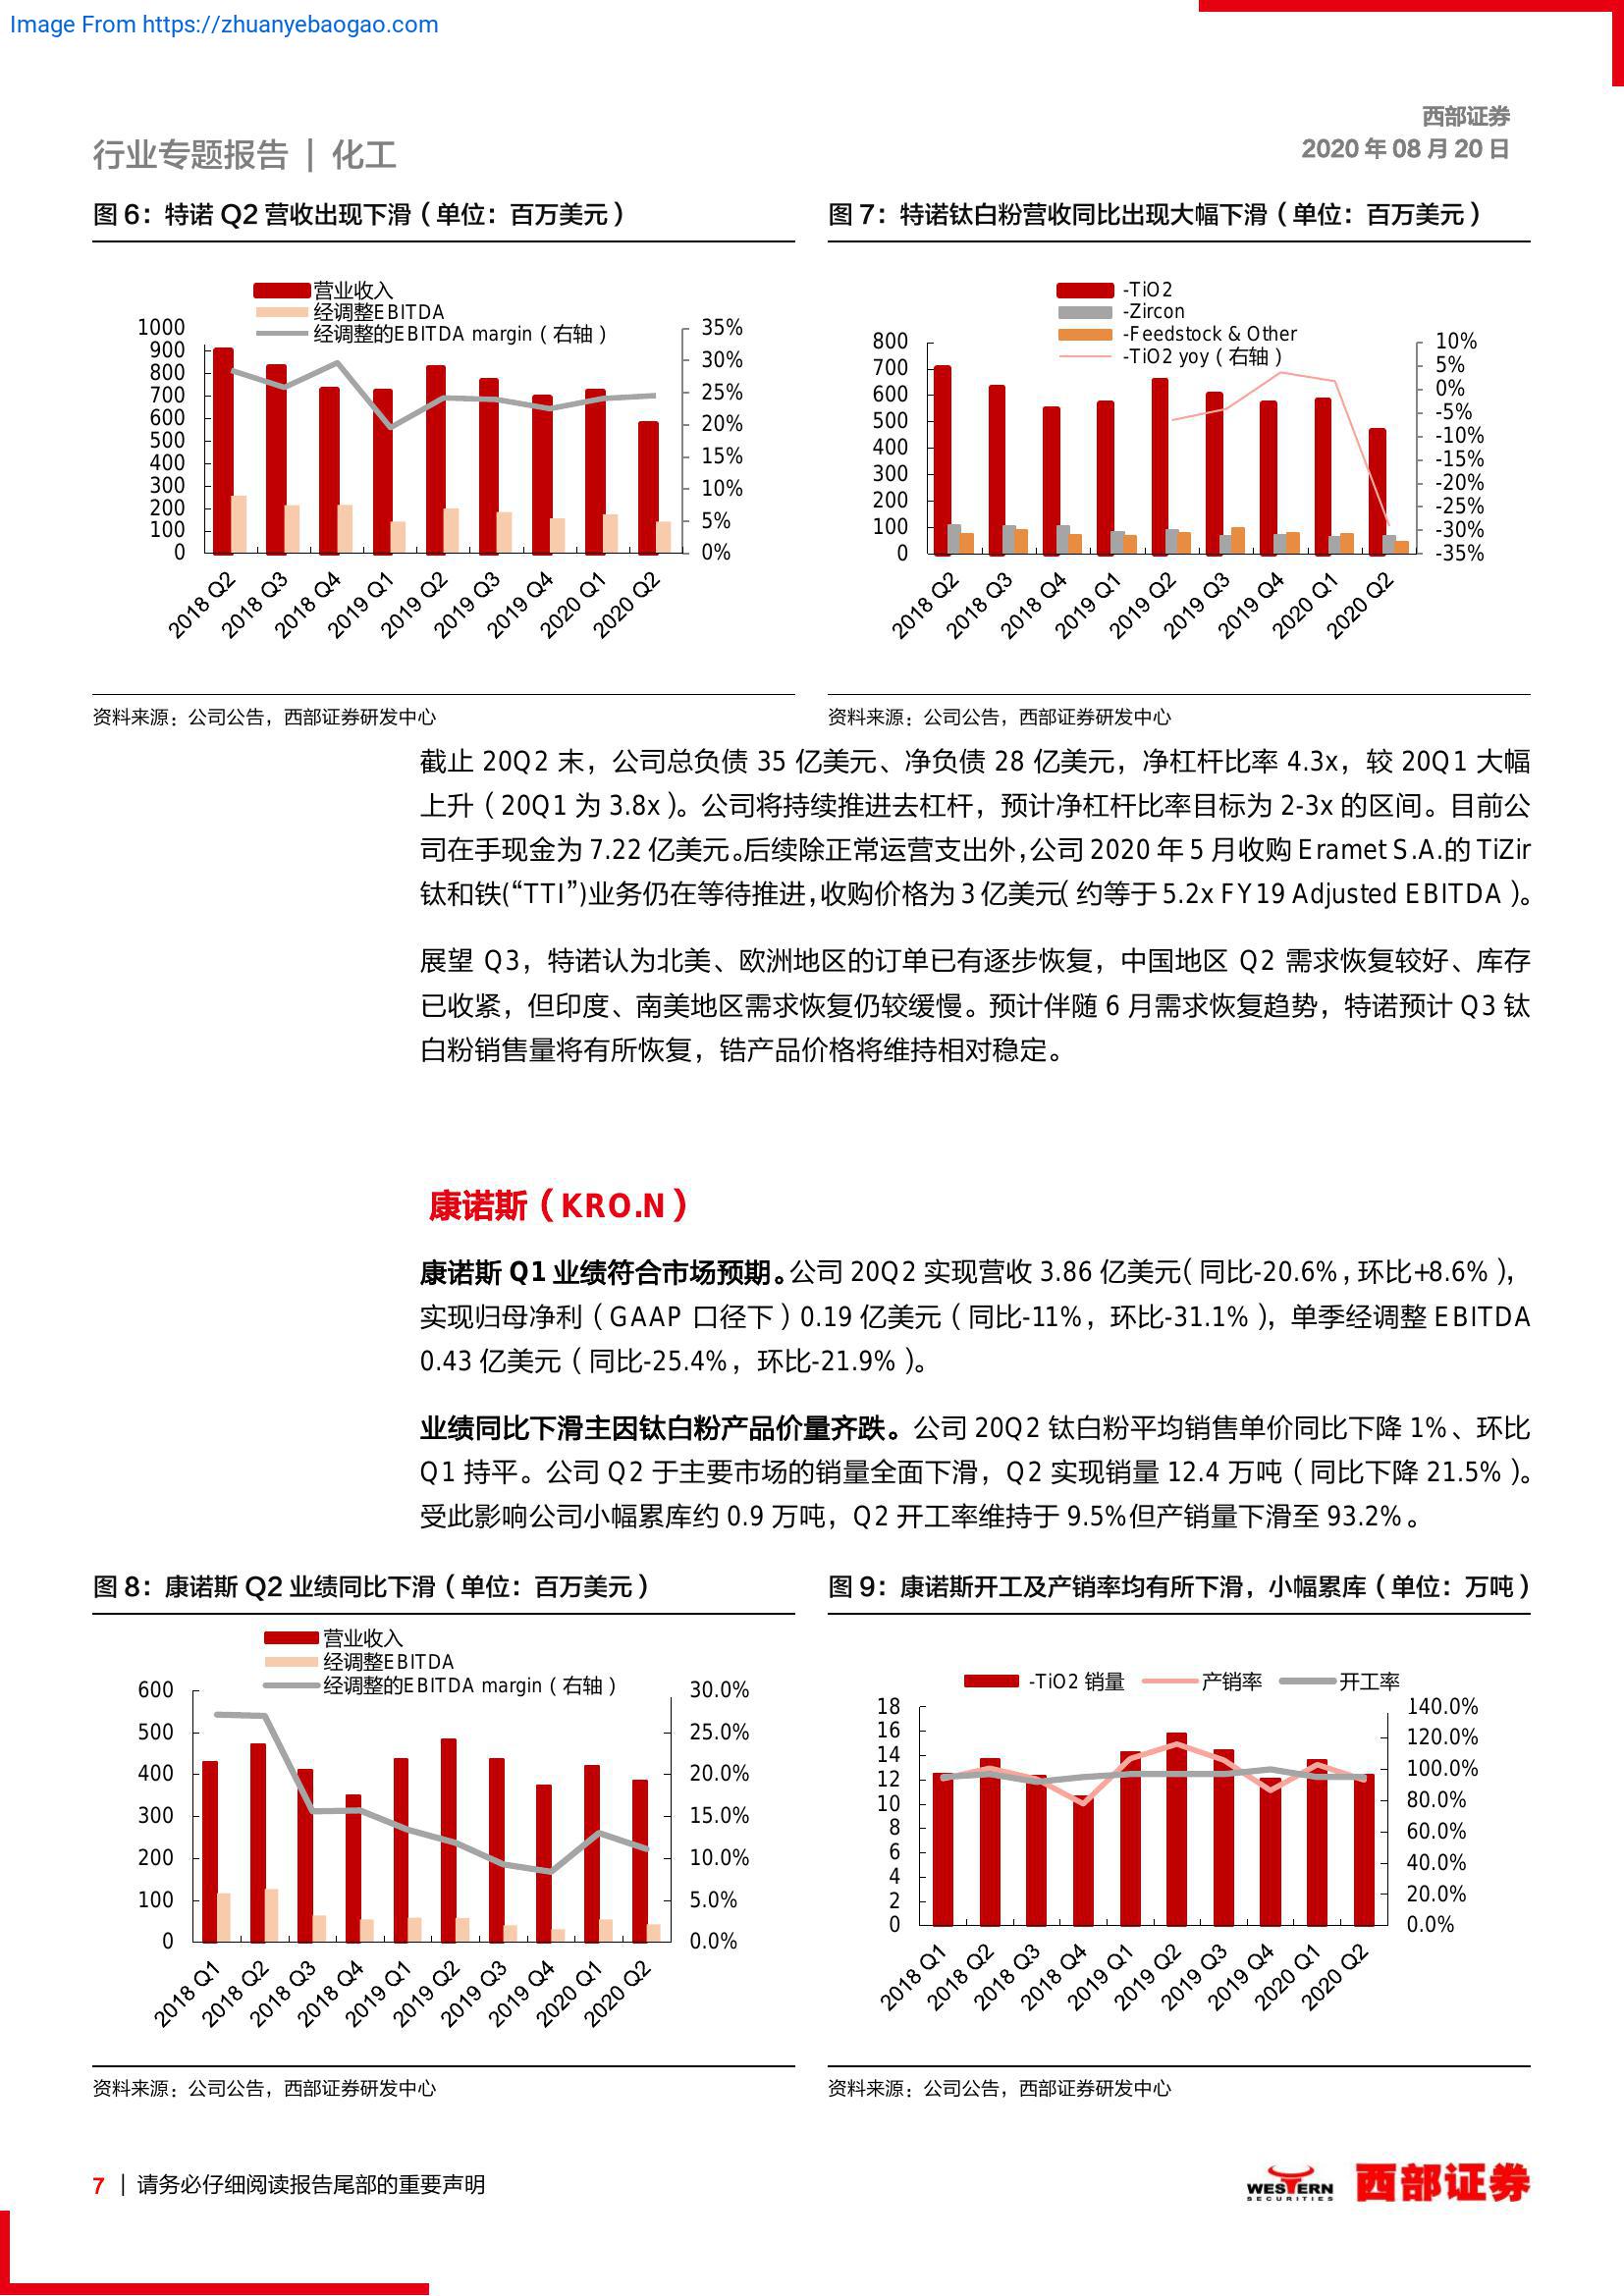 Image From https://zhuanyebaogao.com
西部证券
2020 年 08 月 20 日
行业专题报告 | 化工
图 6：特诺 Q2 营收出现下滑（单位：百万美元）
营业收入
经调整EBITDA
经调整的EBITDA margin（右轴）
1000
900
800
700
600
500
400
300
200
100
0
35%
30%
25%
20%
15%
10%
5%
0%
2018 Q2
2018 Q3
2018 Q4
2019 Q1
2019 Q2
2019 Q3
2019 Q4
2020 Q1
2020 Q2
资料来源：公司公告，西部证券研发中心
图 7：特诺钛白粉营收同比出现大幅下滑（单位：百万美元）
-TiO2
-Zircon
-Feedstock & Other
-TiO2 yoy（右轴）
800
700
600
500
400
300
200
100
0
10%
5%
0%
-5%
-10%
-15%
-20%
-25%
-30%
-35%
2018 Q2
2018 Q3
2018 Q4
2019 Q1
2019 Q2
2019 Q3
2019 Q4
2020 Q1
2020 Q2
资料来源：公司公告，西部证券研发中心
截止 20Q2 末，公司总负债 35 亿美元、净负债 28 亿美元，净杠杆比率 4.3x，较 20Q1 大幅
上升（20Q1 为 3.8x）。公司将持续推进去杠杆，预计净杠杆比率目标为 2-3x 的区间。目前公
司在手现金为 7.22 亿美元。后续除正常运营支出外，公司 2020 年 5 月收购 Eramet S.A.的 TiZir
钛和铁(“TTI”)业务仍在等待推进，收购价格为 3 亿美元（约等于 5.2x FY19 Adjusted EBITDA）。
展望 Q3，特诺认为北美、欧洲地区的订单已有逐步恢复，中国地区 Q2 需求恢复较好、库存
已收紧，但印度、南美地区需求恢复仍较缓慢。预计伴随 6 月需求恢复趋势，特诺预计 Q3 钛
白粉销售量将有所恢复，锆产品价格将维持相对稳定。
康诺斯（KRO.N）
康诺斯 Q1 业绩符合市场预期。公司 20Q2 实现营收 3.86 亿美元（同比-20.6%，环比+8.6%），
实现归母净利（GAAP 口径下）0.19 亿美元（同比-11%，环比-31.1%），单季经调整 EBITDA
0.43 亿美元（同比-25.4%，环比-21.9%）。
业绩同比下滑主因钛白粉产品价量齐跌。公司 20Q2 钛白粉平均销售单价同比下降 1%、环比
Q1 持平。公司 Q2 于主要市场的销量全面下滑，Q2 实现销量 12.4 万吨（同比下降 21.5%）。
受此影响公司小幅累库约 0.9 万吨，Q2 开工率维持于 9.5%但产销量下滑至 93.2%。
图 8：康诺斯 Q2 业绩同比下滑（单位：百万美元）
营业收入
经调整EBITDA
经调整的EBITDA margin（右轴）
600
500
400
300
200
100
0
30.0%
25.0%
20.0%
15.0%
10.0%
5.0%
0.0%
2018 Q1
2018 Q2
2018 Q3
2018 Q4
2019 Q1
2019 Q2
2019 Q3
2019 Q4
2020 Q1
2020 Q2
资料来源：公司公告，西部证券研发中心
图 9：康诺斯开工及产销率均有所下滑，小幅累库（单位：万吨）
-TiO2 销量 产销率 开工率
18
16
14
12
10
8
6
4
2
0
140.0%
120.0%
100.0%
80.0%
60.0%
40.0%
20.0%
0.0%
2018 Q1
2018 Q2
2018 Q3
2018 Q4
2019 Q1
2019 Q2
2019 Q3
2019 Q4
2020 Q1
2020 Q2
资料来源：公司公告，西部证券研发中心
7 | 请务必仔细阅读报告尾部的重要声明
WESTERN
SECURITIES
西部证券